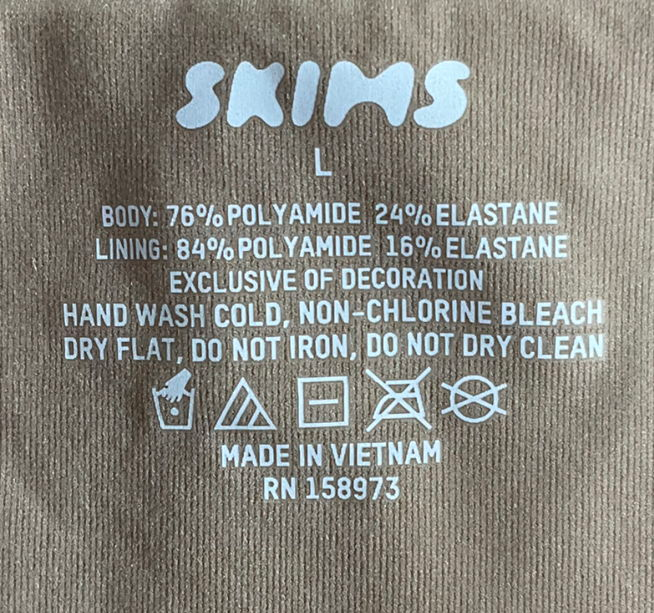 SKIMS
L
BODY: 76% POLYAMIDE 24% ELASTANE
LINING: 84% POLYAMIDE 16% ELASTANE
EXCLUSIVE OF DECORATION
HAND WASH COLD, NON-CHLORINE BLEACH
DRY FLAT, DO NOT IRON, DO NOT DRY CLEAN
MADE IN VIETNAM
RN 158973